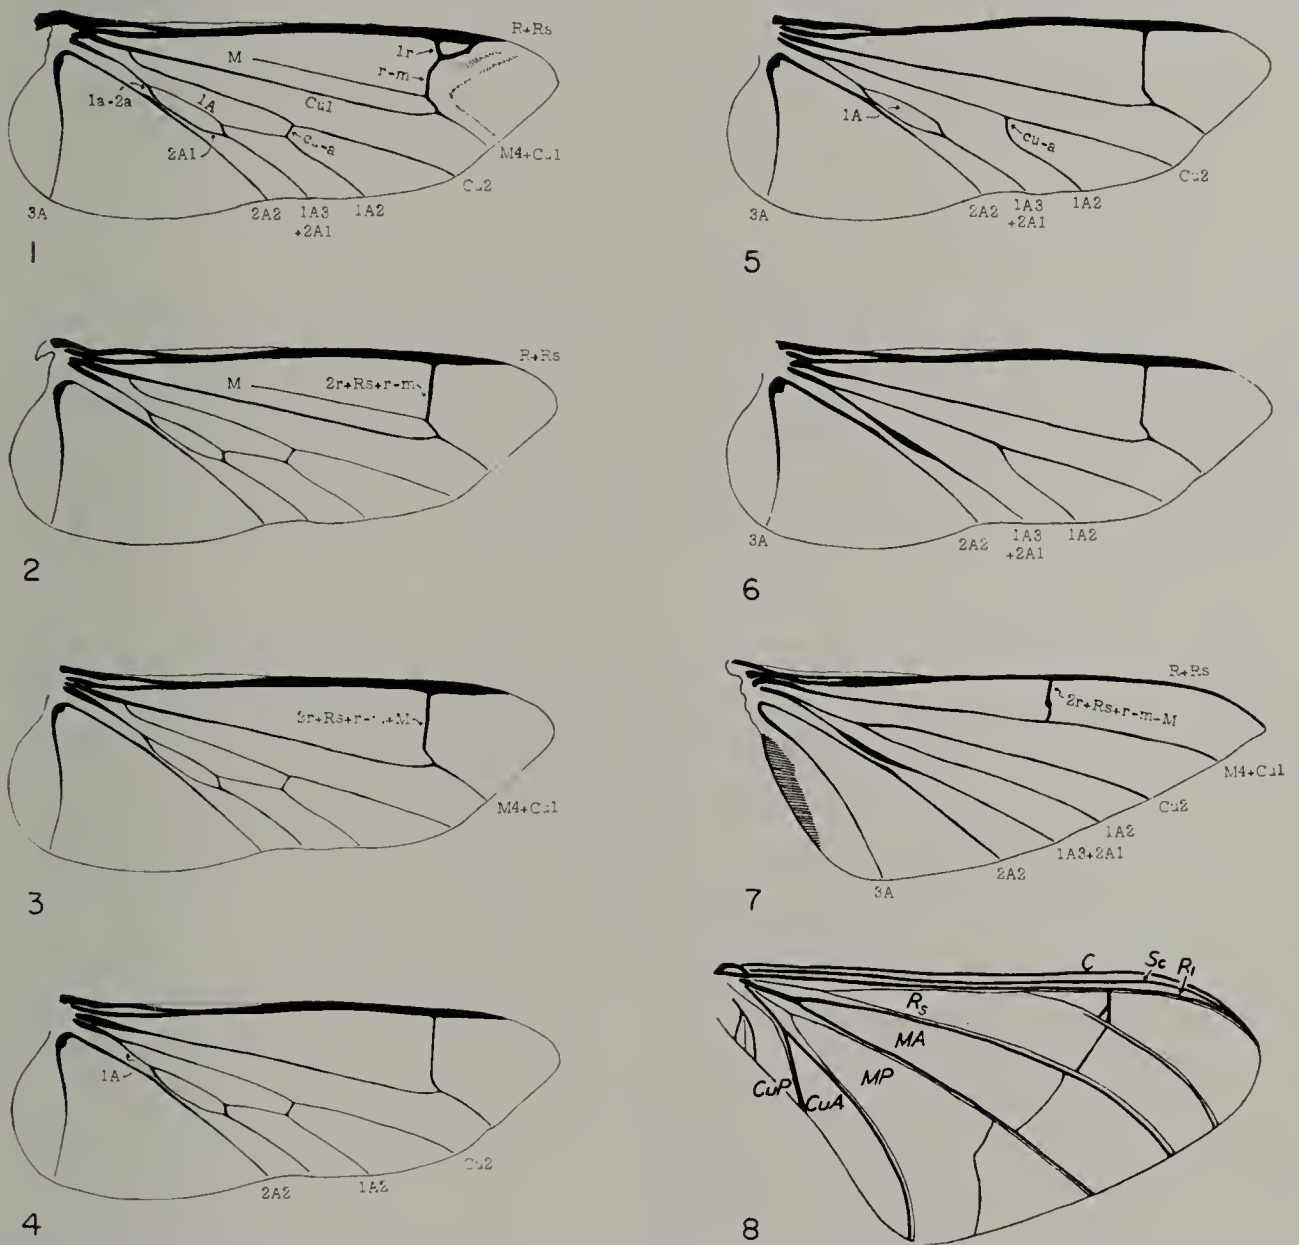 R+Rs
1r
M
r-m
1a-2a
1A
Cu1
cu-a
2A1
M4+Cu1
Cu2
3A
2A2
1A3
+2A1
1A2
1
1A
cu-a
Cu2
3A
2A2
1A3
+2A1
1A2
5
R+Rs
M
2r+Rs+r-m
2
3A
2A2
1A3
+2A1
1A2
6
M4+Cu1
3
R+Rs
2r+Rs+r-m-M
M4+Cu1
Cu2
1A2
1A3+2A1
2A2
3A
7
1A
Cu2
2A2
1A2
4
C
Sc
R1
Rs
MA
MP
CuP
CuA
8